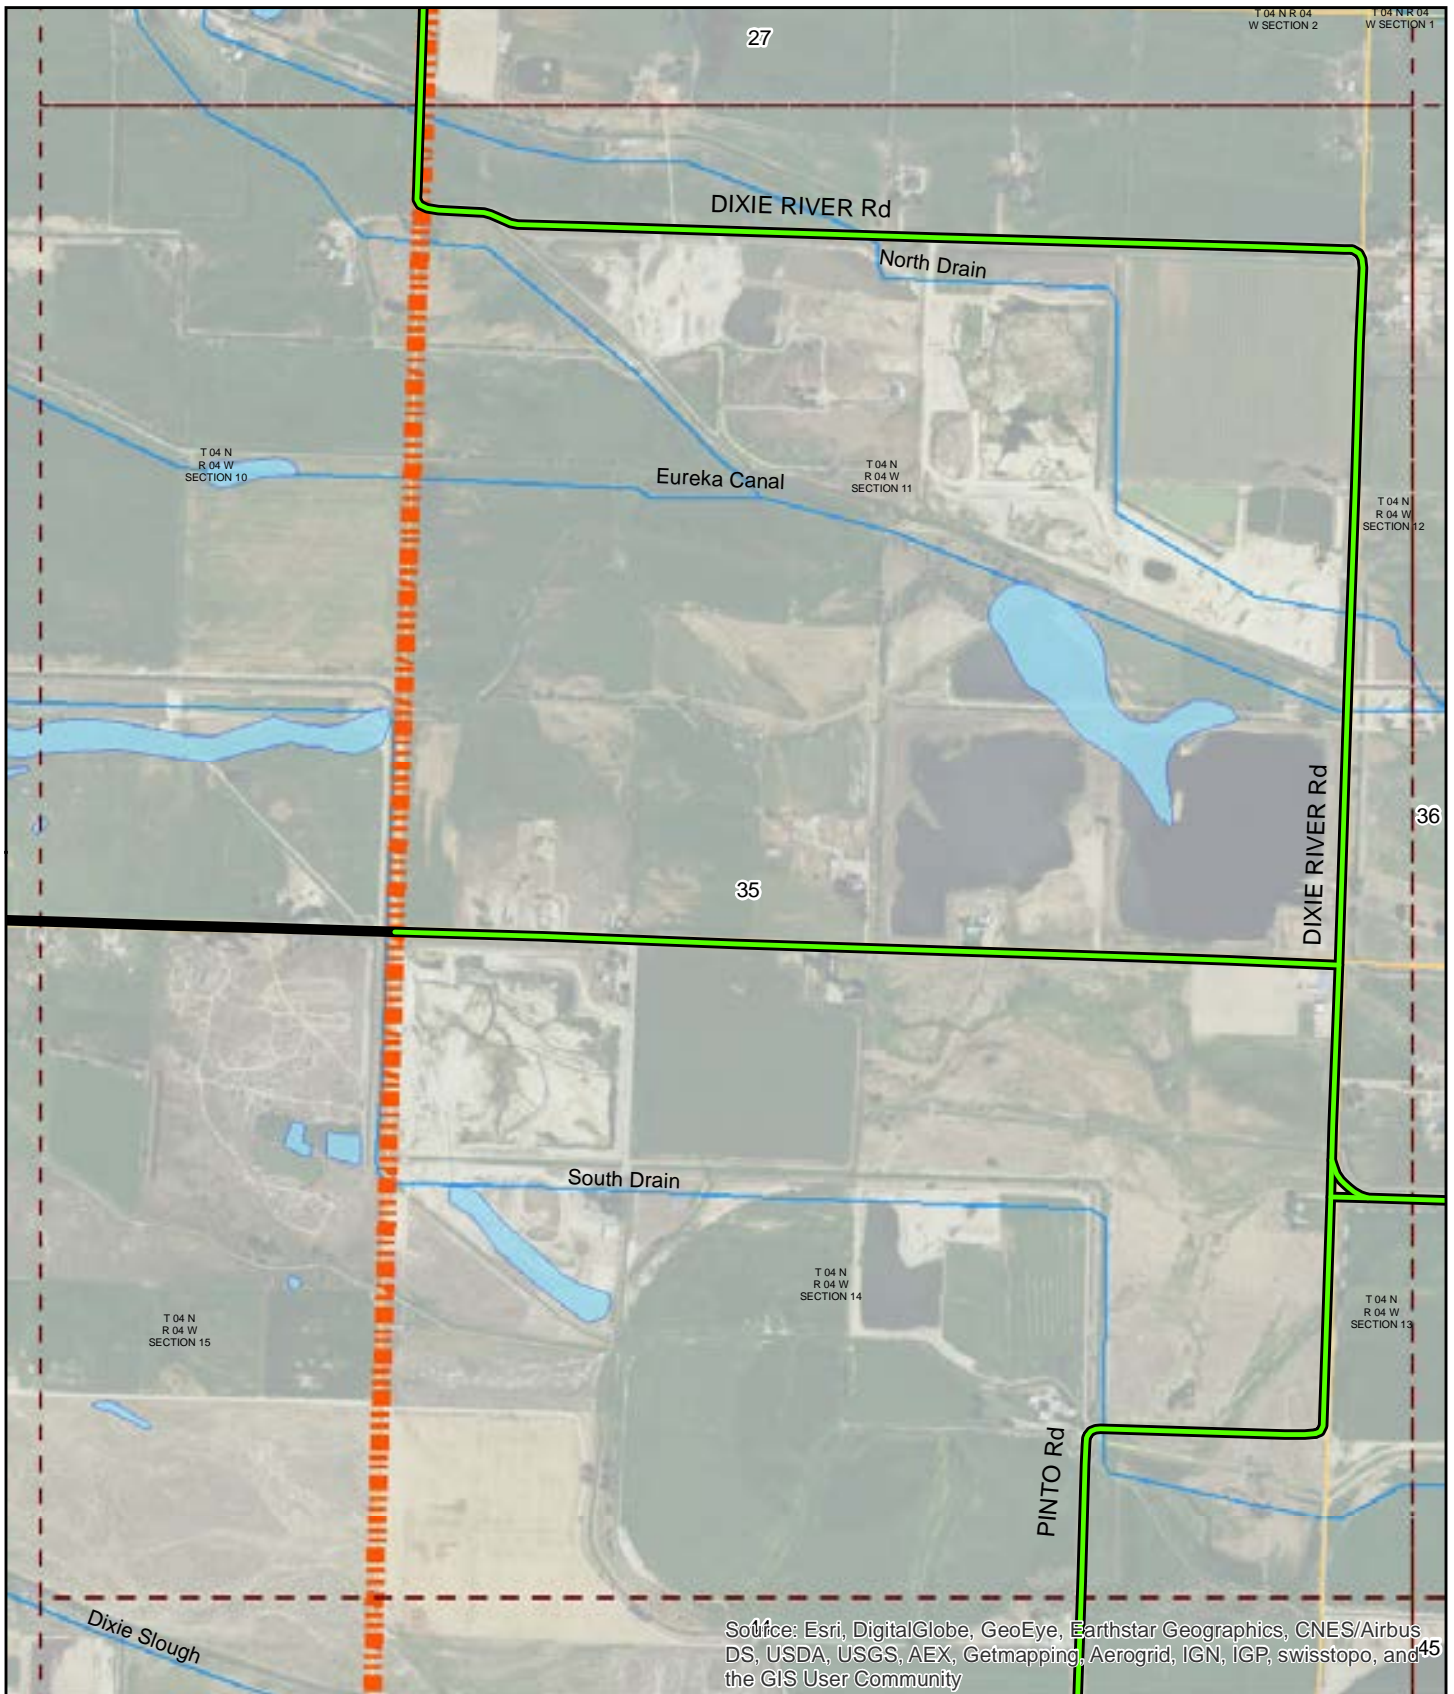 T 04 N R 04
W SECTION 2
T 04 N R 04
W SECTION 1
27
DIXIE RIVER Rd
North Drain
T 04 N
R 04 W
SECTION 10
Eureka Canal
T 04 N
R 04 W
SECTION 11
T 04 N
R 04 W
SECTION 12
DIXIE RIVER Rd
36
35
South Drain
T 04 N
R 04 W
SECTION 14
T 04 N
R 04 W
SECTION 13
T 04 N
R 04 W
SECTION 15
PINTO Rd
Dixie Slough
44
45
Source: Esri, DigitalGlobe, GeoEye, Earthstar Geographics, CNES/Airbus
DS, USDA, USGS, AEX, Getmapping, Aerogrid, IGN, IGP, swisstopo, and
the GIS User Community